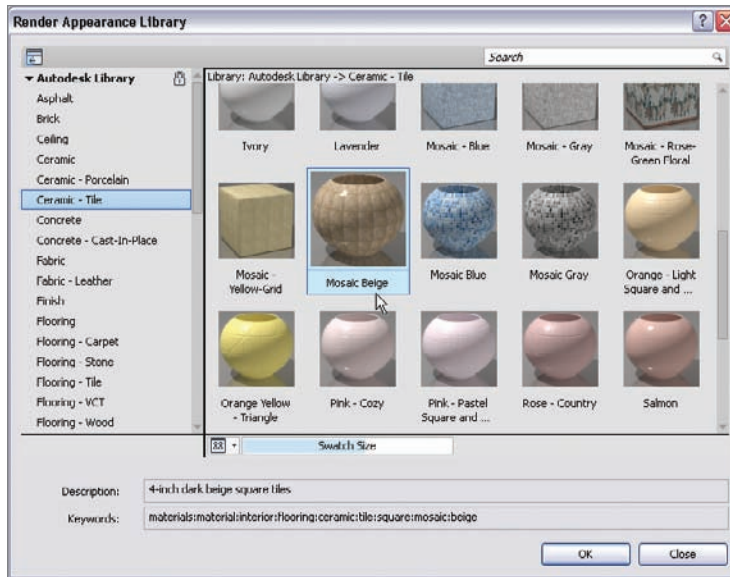 Render Appearance Library
Search
Autodesk Library
Library: Autodesk Library -> Ceramic - Tile
Asphalt
Brick
Ceiling
Ceramic
Ceramic - Porcelain
Ceramic - Tile
Concrete
Concrete - Cast-In-Place
Fabric
Fabric - Leather
Finish
Flooring
Flooring - Carpet
Flooring - Stone
Flooring - Tile
Flooring - VCT
Flooring - Wood
Ivory
Lavender
Mosaic - Blue
Mosaic - Gray
Mosaic - Rose-
Green Floral
Mosaic -
Yellow-Grid
Mosaic Beige
Mosaic Blue
Mosaic Gray
Orange - Light
Square and ...
Orange Yellow
- Triangle
Pink - Cozy
Pink - Pastel
Square and ...
Rose - Country
Salmon
Swatch Size
Description: 4-inch dark beige square tiles
Keywords: materials:material:interior:flooring:ceramic:tile:square:mosaic:beige
OK
Close